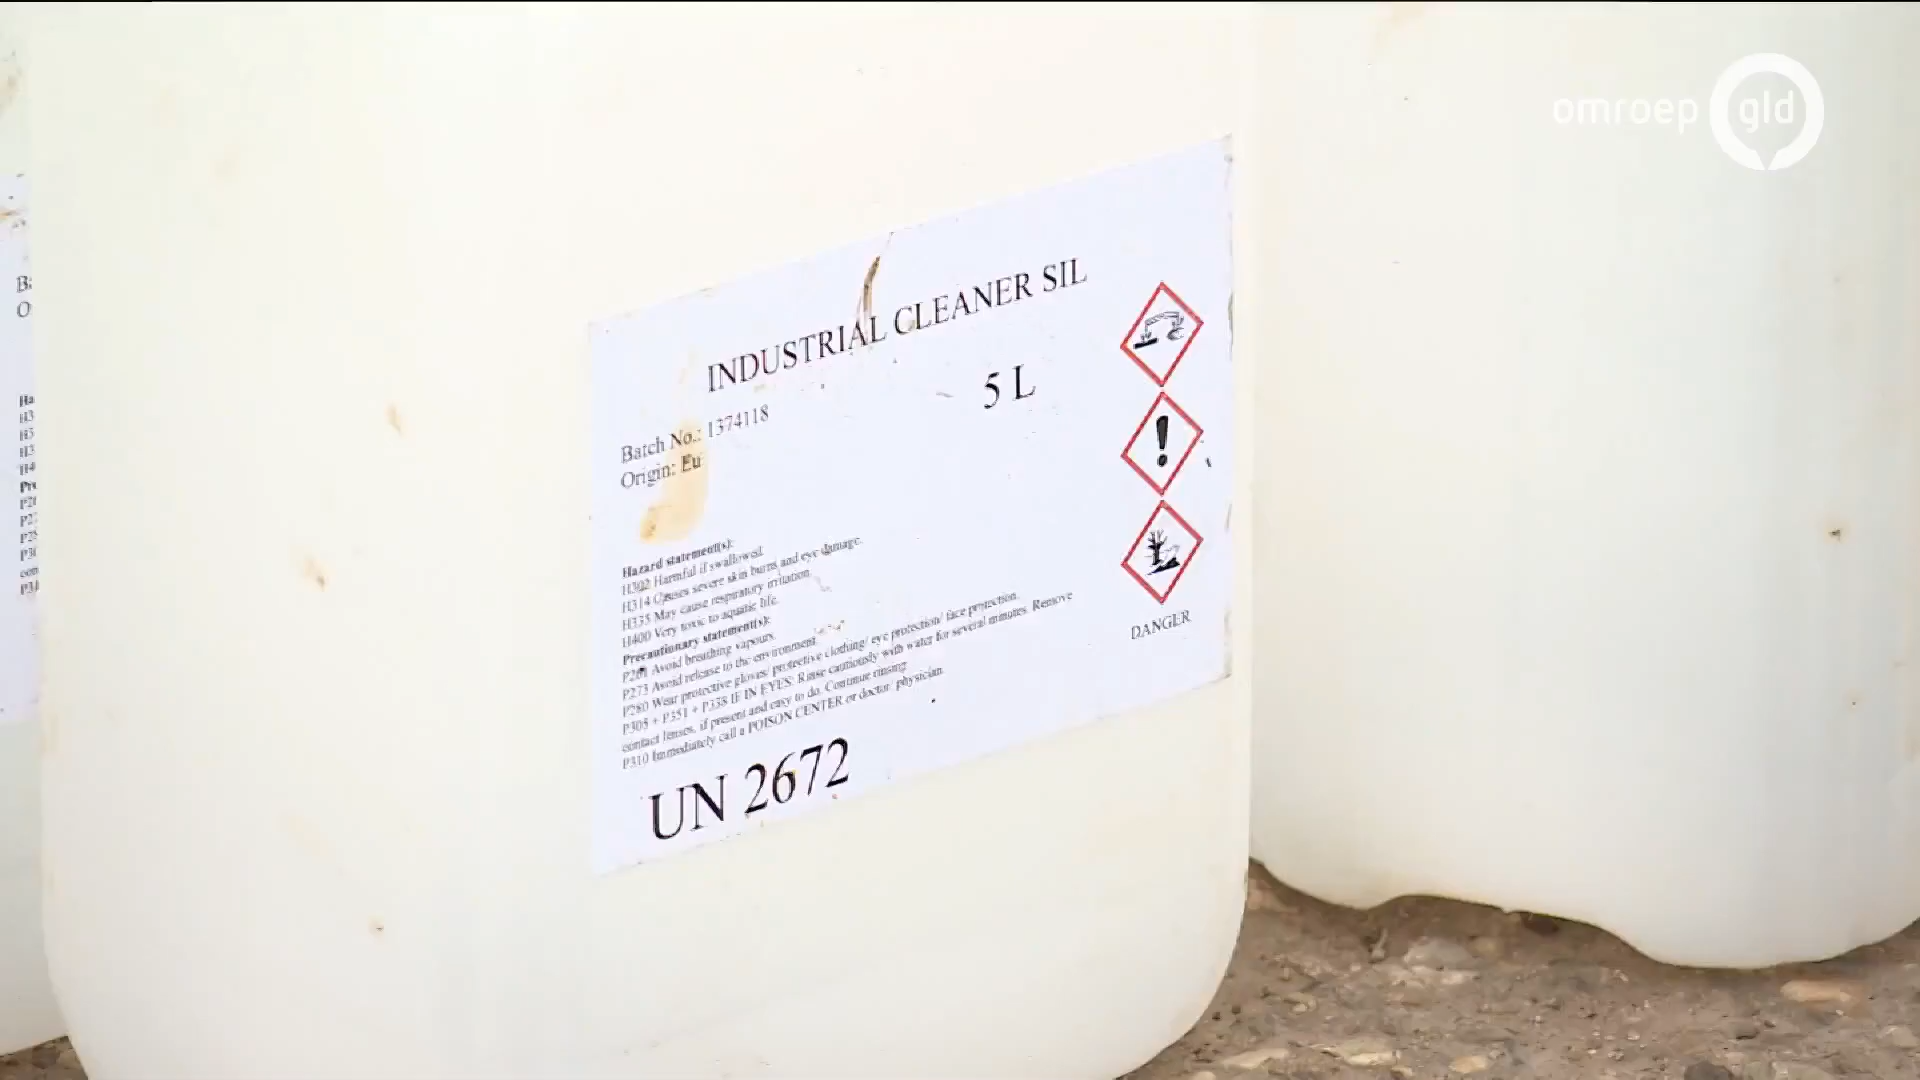 omroep gld
INDUSTRIAL CLEANER SIL
5 L
Batch No.: 1374118
Origin: Eu
Hazard statement(s):
H302 Harmful if swallowed.
H314 Causes severe skin burns and eye damage.
H335 May cause respiratory irritation.
H400 Very toxic to aquatic life.
Precautionary statement(s):
P261 Avoid breathing vapours.
P273 Avoid release to the environment.
P280 Wear protective gloves/ protective clothing/ eye protection/ face protection.
P305 + P351 + P338 IF IN EYES: Rinse cautiously with water for several minutes. Remove
contact lenses, if present and easy to do. Continue rinsing.
P310 Immediately call a POISON CENTER or doctor/ physician.
DANGER
UN 2672